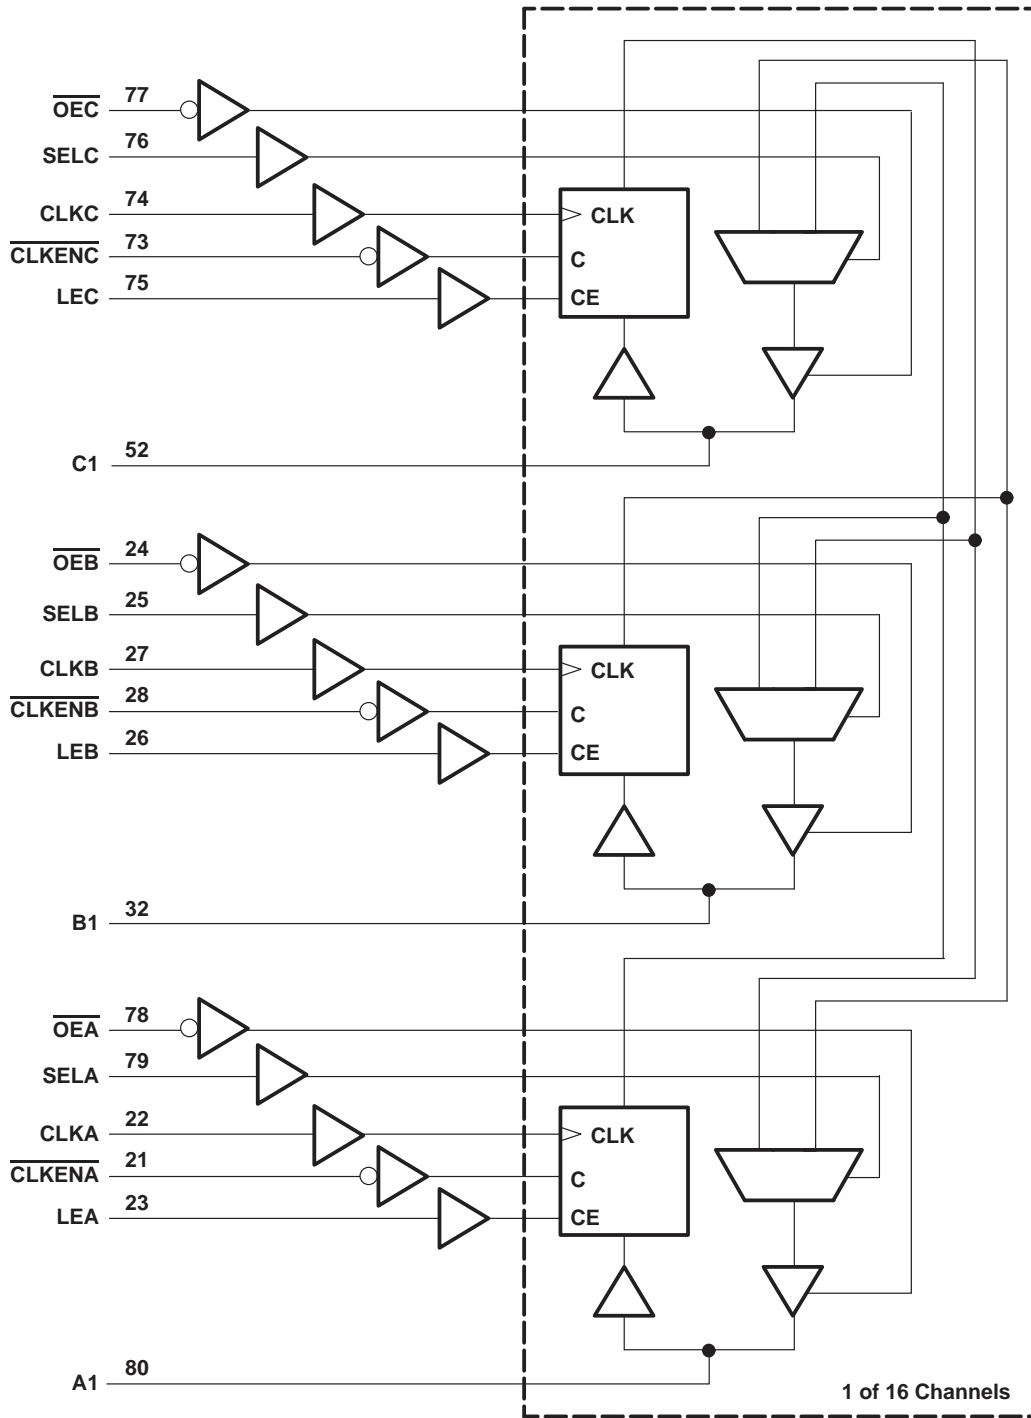 OEC 77
SELC 76
CLKC 74
CLKENC 73
LEC 75
CLK
C
CE
C1 52
OEB 24
SELB 25
CLKB 27
CLKENB 28
LEB 26
CLK
C
CE
B1 32
OEA 78
SELA 79
CLKA 22
CLKENA 21
LEA 23
CLK
C
CE
A1 80
1 of 16 Channels